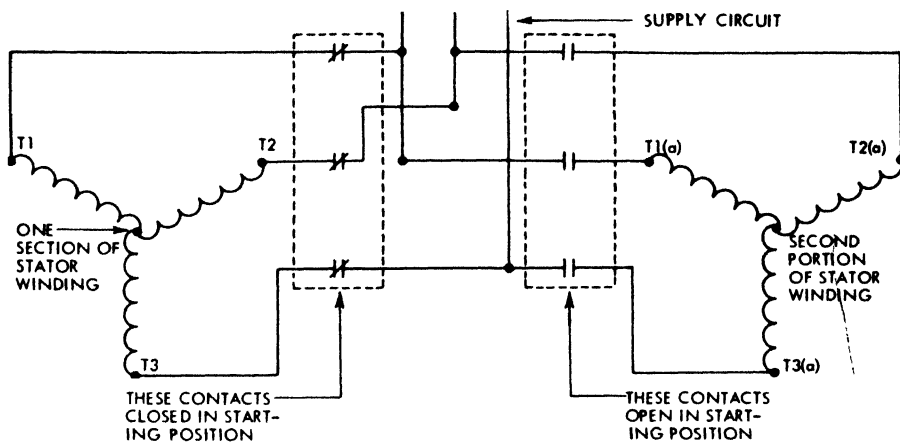 SUPPLY CIRCUIT
T1
T2
T1(a)
T2(a)
ONE
SECTION OF
STATOR
WINDING
SECOND
PORTION
OF STATOR
WINDING
T3
T3(a)
THESE CONTACTS
CLOSED IN START-
ING POSITION
THESE CONTACTS
OPEN IN START-
ING POSITION